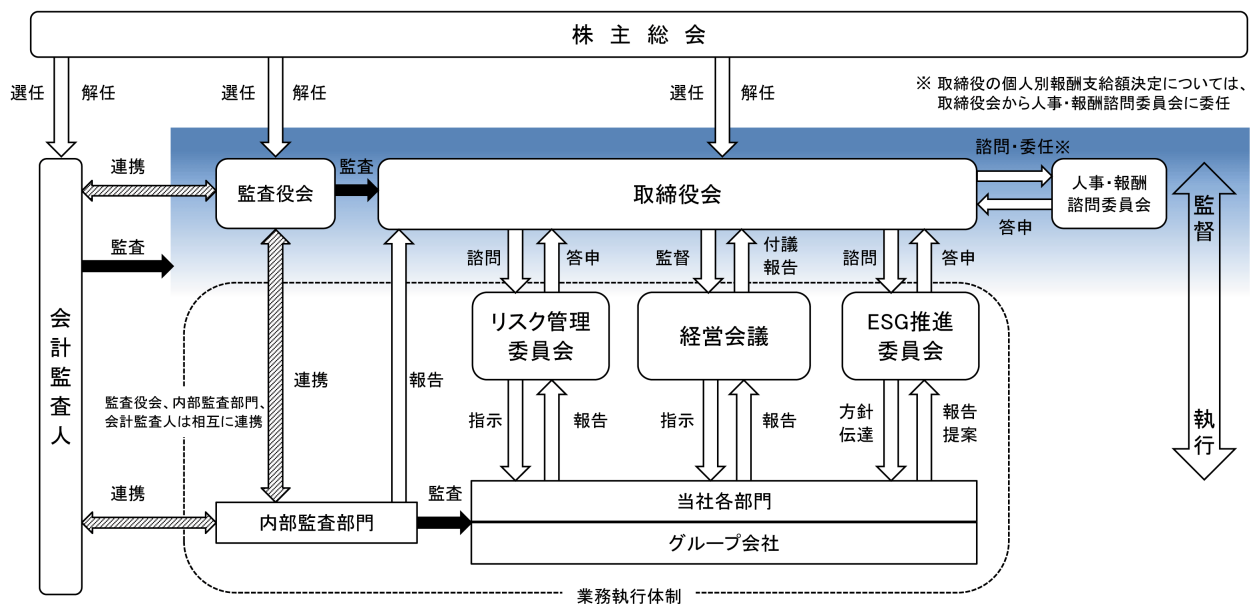 株主総会
選任
解任
選任
解任
選任
解任
※ 取締役の個人別報酬支給額決定については、
取締役会から人事・報酬諮問委員会に委任
連携
監査役会
監査
取締役会
諮問・委任※
人事・報酬
諮問委員会
答申
監督
監査
諮問
答申
監督
付議
報告
諮問
答申
会計監査人
リスク管理
委員会
経営会議
ESG推進
委員会
連携
報告
監査役会、内部監査部門、
会計監査人は相互に連携
指示
報告
指示
報告
方針
伝達
報告
提案
執行
連携
内部監査部門
監査
当社各部門
グループ会社
業務執行体制